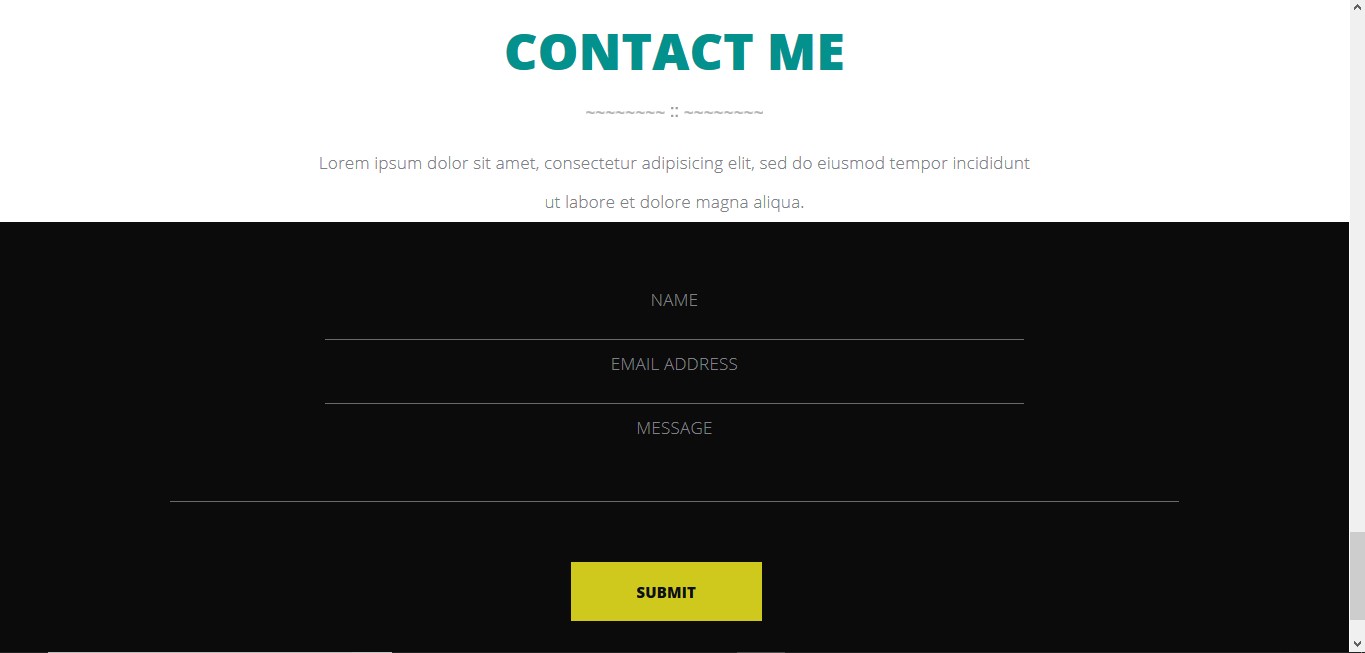 CONTACT ME
~~~~~~~~ :: ~~~~~~~~
Lorem ipsum dolor sit amet, consectetur adipisicing elit, sed do eiusmod tempor incididunt
ut labore et dolore magna aliqua.
NAME
EMAIL ADDRESS
MESSAGE
SUBMIT